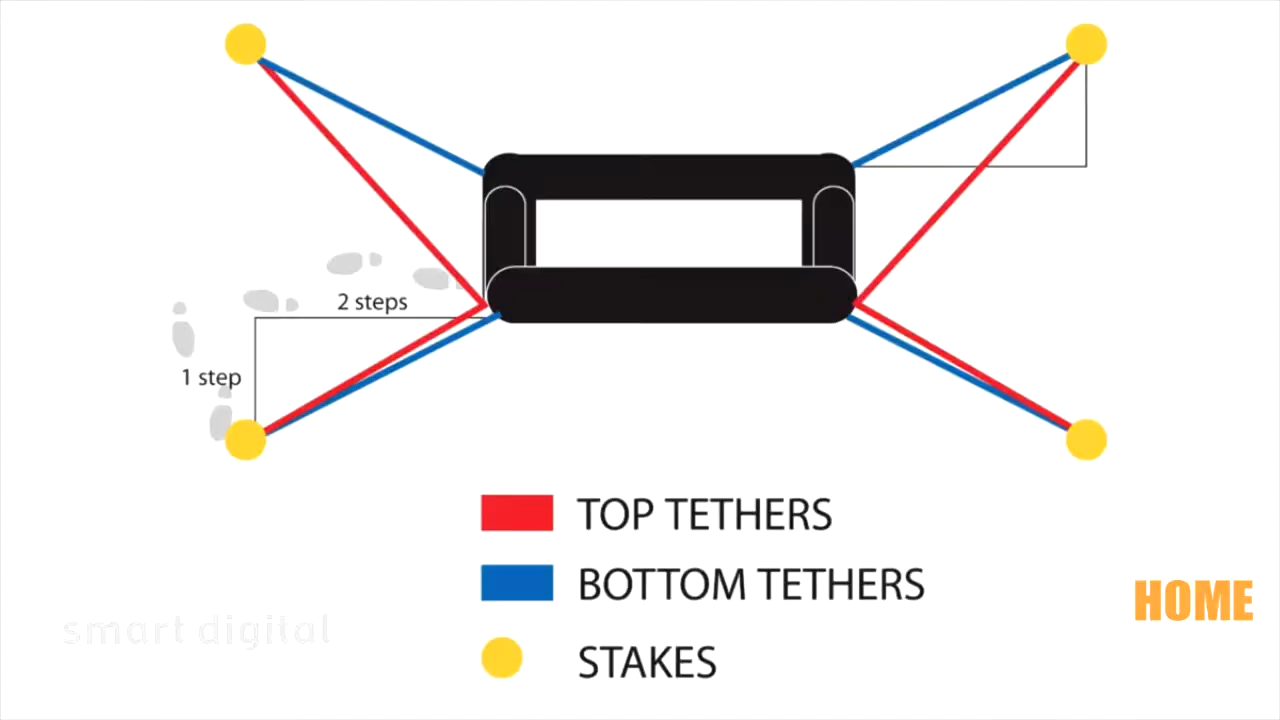 2 steps
1 step
TOP TETHERS
BOTTOM TETHERS
HOME
smart digital
STAKES